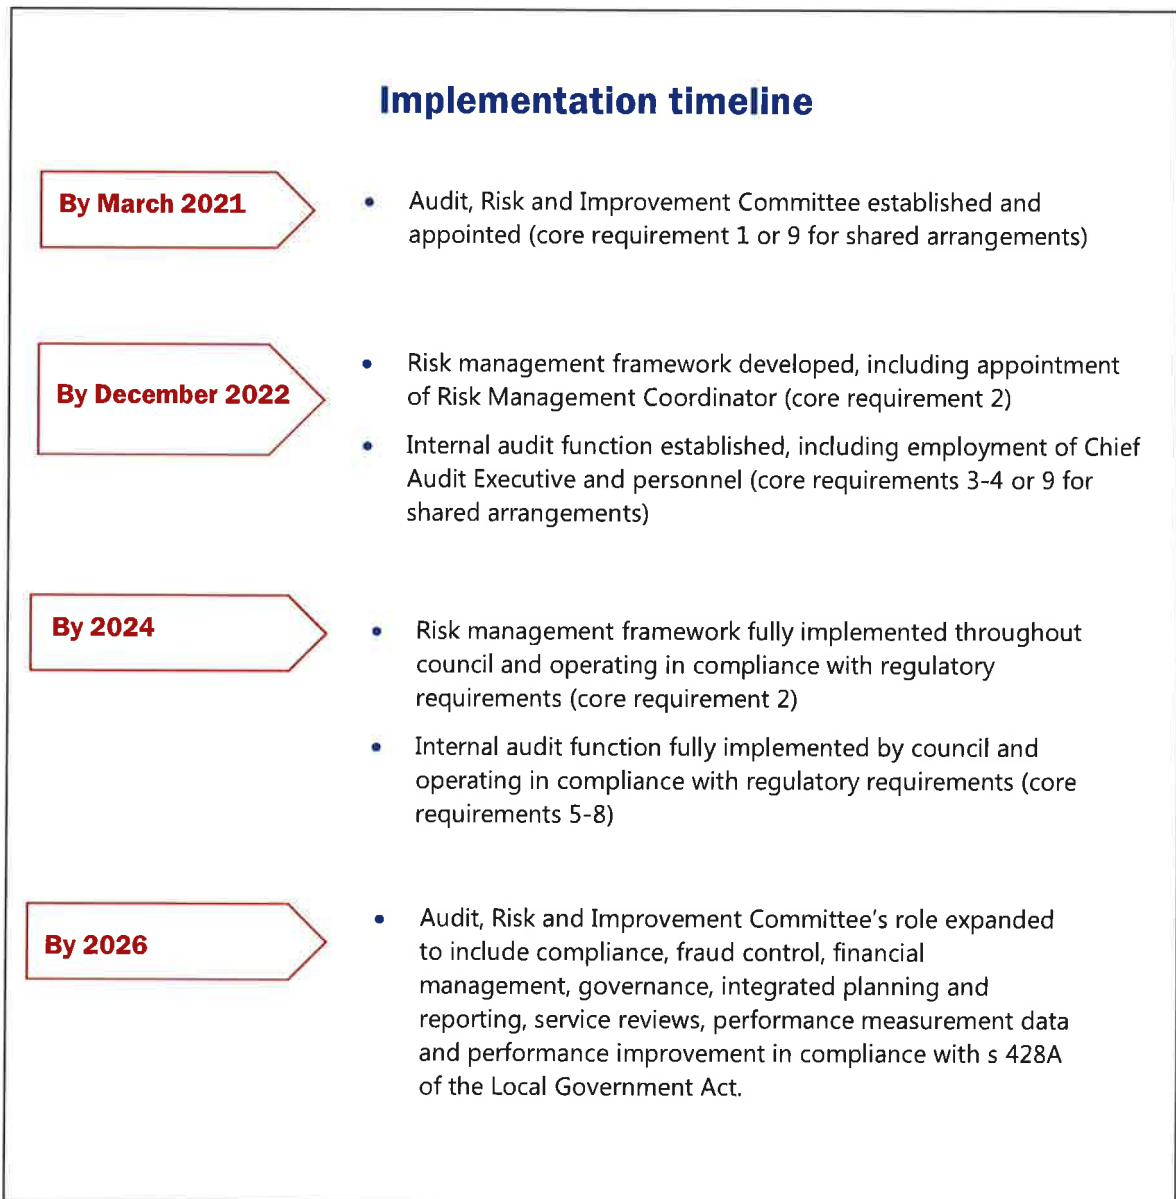 Implementation timeline
By March 2021
• Audit, Risk and Improvement Committee established and
appointed (core requirement 1 or 9 for shared arrangements)
By December 2022
• Risk management framework developed, including appointment
of Risk Management Coordinator (core requirement 2)
• Internal audit function established, including employment of Chief
Audit Executive and personnel (core requirements 3-4 or 9 for
shared arrangements)
By 2024
• Risk management framework fully implemented throughout
council and operating in compliance with regulatory
requirements (core requirement 2)
• Internal audit function fully implemented by council and
operating in compliance with regulatory requirements (core
requirements 5-8)
By 2026
• Audit, Risk and Improvement Committee’s role expanded
to include compliance, fraud control, financial
management, governance, integrated planning and
reporting, service reviews, performance measurement data
and performance improvement in compliance with s 428A
of the Local Government Act.